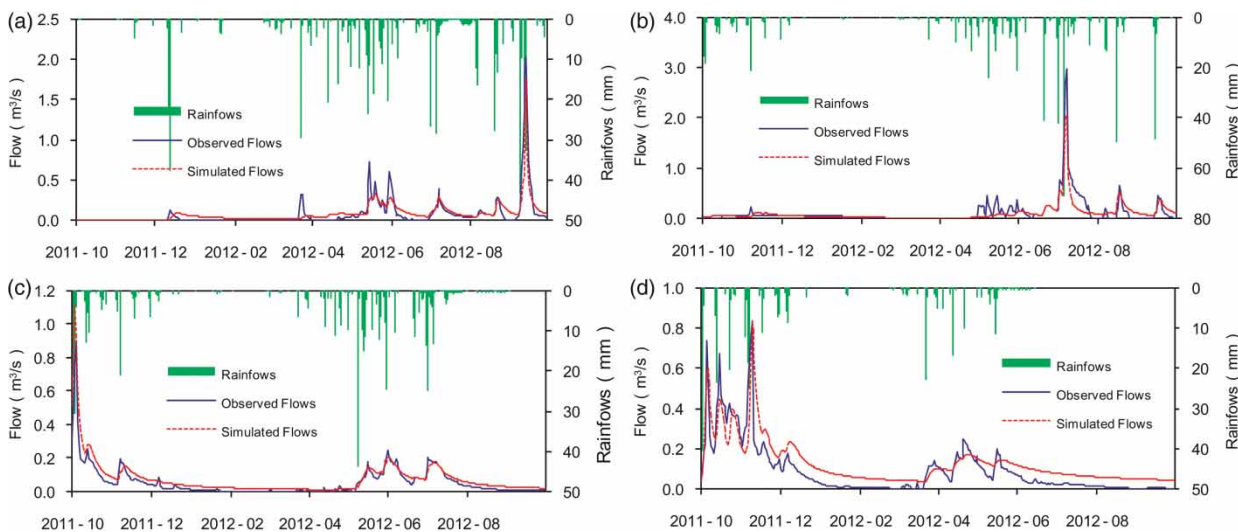 (a)
2.5
2.0
1.5
1.0
0.5
0.0
Flow ( m³/s )
0
10
20
30
40
50
Rainfows ( mm )
Rainfows
Observed Flows
Simulated Flows
2011- 10 2011- 12 2012- 02 2012- 04 2012- 06 2012- 08
(b)
4.0
3.0
2.0
1.0
0.0
Flow ( m³/s )
0
20
40
60
80
Rainfows ( mm )
Rainfows
Observed Flows
Simulated Flows
2011- 10 2011- 12 2012- 02 2012- 04 2012- 06 2012- 08
(c)
1.2
1.0
0.8
0.6
0.4
0.2
0.0
Flow ( m³/s )
0
10
20
30
40
50
Rainfows ( mm )
Rainfows
Observed Flows
Simulated Flows
2011- 10 2011- 12 2012- 02 2012- 04 2012- 06 2012- 08
(d)
1.0
0.8
0.6
0.4
0.2
0.0
Flow ( m³/s )
0
10
20
30
40
50
Rainfows ( mm )
Rainfows
Observed Flows
Simulated Flows
2011- 10 2011- 12 2012- 02 2012- 04 2012- 06 2012- 08